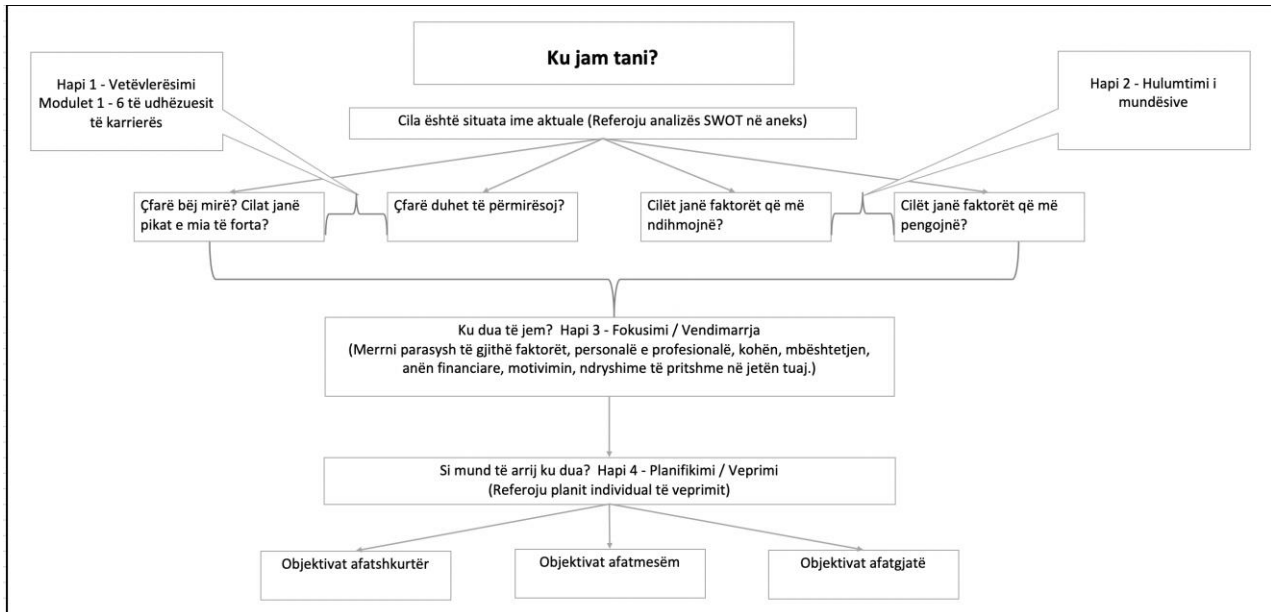 Ku jam tani?
Hapi 1 - Vetëvlerësimi
Modulet 1 - 6 të udhëzuesit
të karrierës
Hapi 2 - Hulumtimi i
mundësive
Cila është situata ime aktuale (Referoju analizës SWOT në aneks)
Çfarë bëj mirë? Cilat janë
pikat e mia të forta?
Çfarë duhet të përmirësoj?
Cilët janë faktorët që më
ndihmojnë?
Cilët janë faktorët që më
pengojnë?
Ku dua të jem? Hapi 3 - Fokusimi / Vendimarrja
(Merrni parasysh të gjithë faktorët, personalë e profesionalë, kohën, mbështetjen,
anën financiare, motivimin, ndryshime të pritshme në jetën tuaj.)
Si mund të arrij ku dua? Hapi 4 - Planifikimi / Veprimi
(Referoju planit individual të veprimit)
Objektivat afatshkurtër
Objektivat afatmesëm
Objektivat afatgjatë